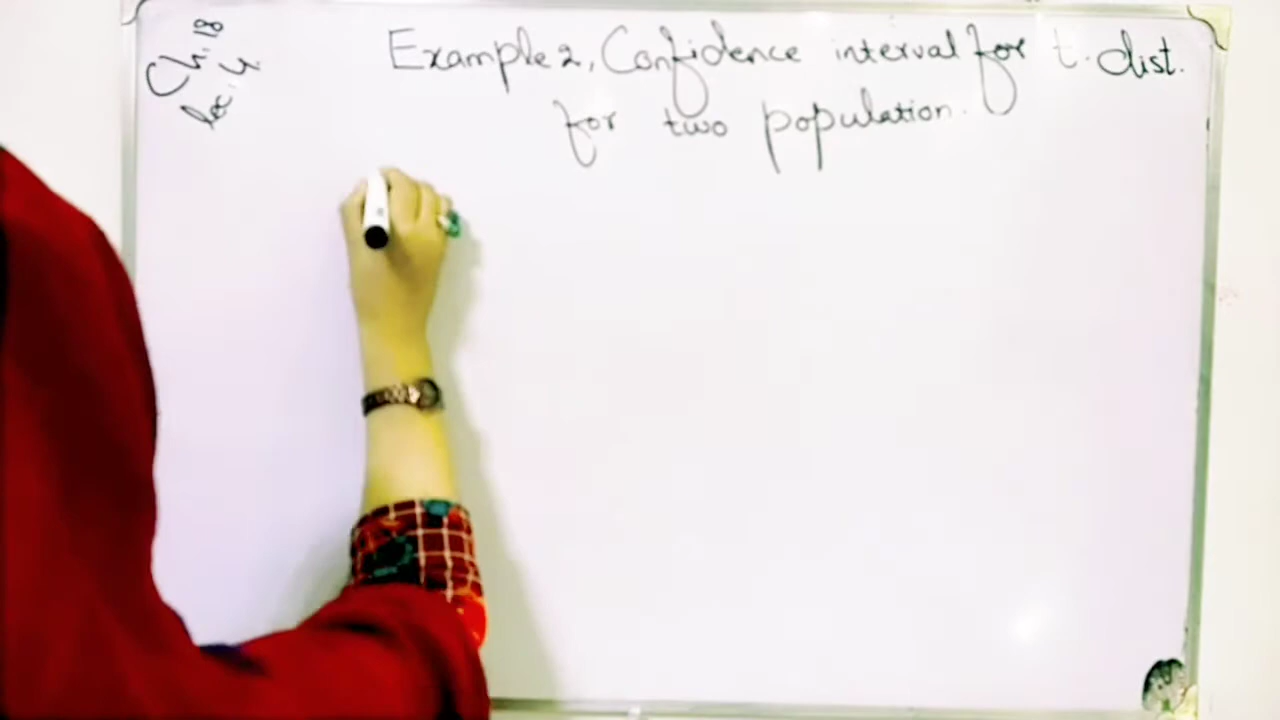 Ch. 18
lec. 4
Example 2, Confidence interval for t. dist.
for two population.